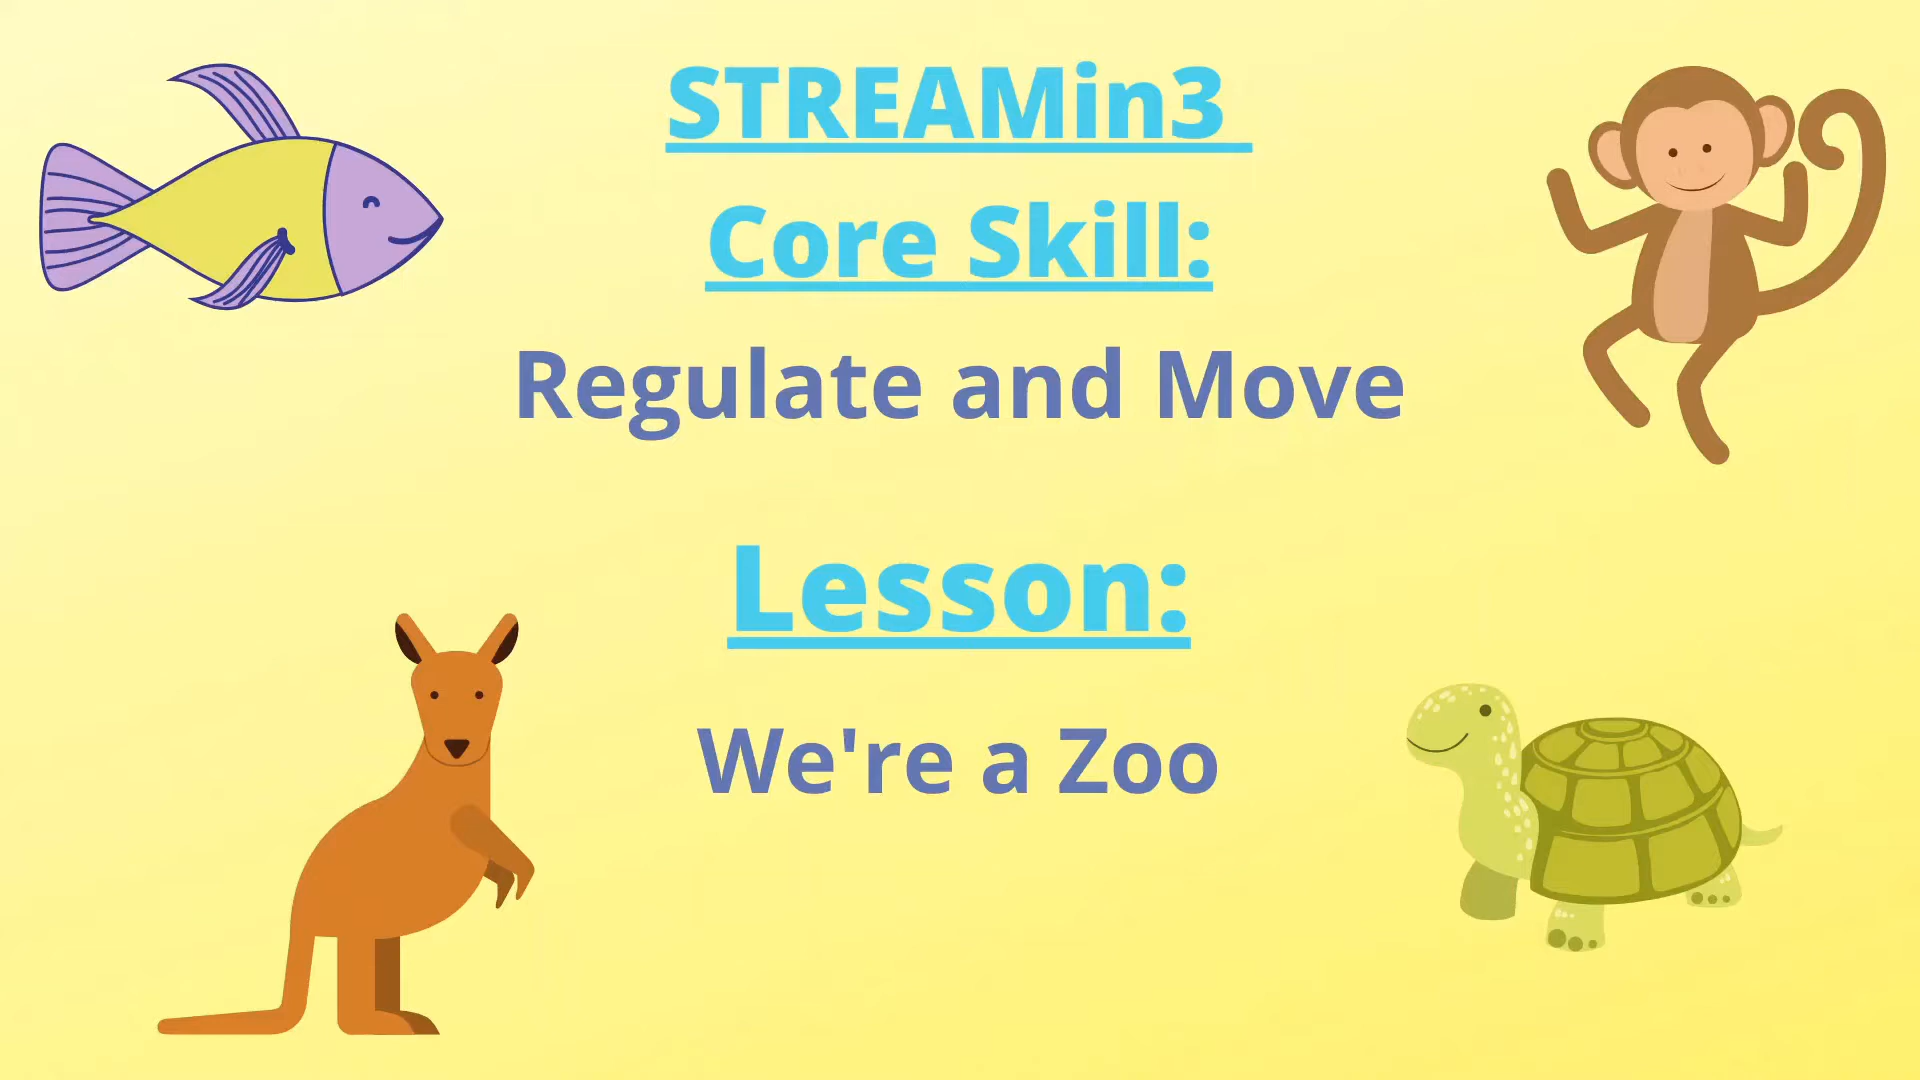 STREAMin3
Core Skill:
Regulate and Move
Lesson:
We're a Zoo